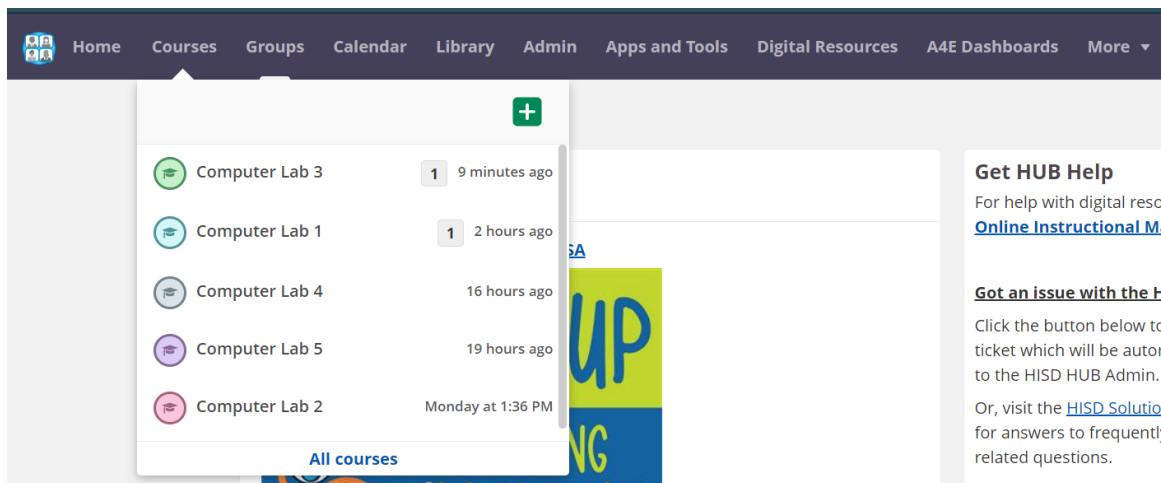 Home Courses Groups Calendar Library Admin Apps and Tools Digital Resources A4E Dashboards More
Computer Lab 3 1 9 minutes ago
Computer Lab 1 1 2 hours ago
Computer Lab 4 16 hours ago
Computer Lab 5 19 hours ago
Computer Lab 2 Monday at 1:36 PM
All courses
SA
UP
NG
Get HUB Help
For help with digital reso
Online Instructional Ma
Got an issue with the H
Click the button below to
ticket which will be autor
to the HISD HUB Admin.
Or, visit the HISD Solutio
for answers to frequently
related questions.